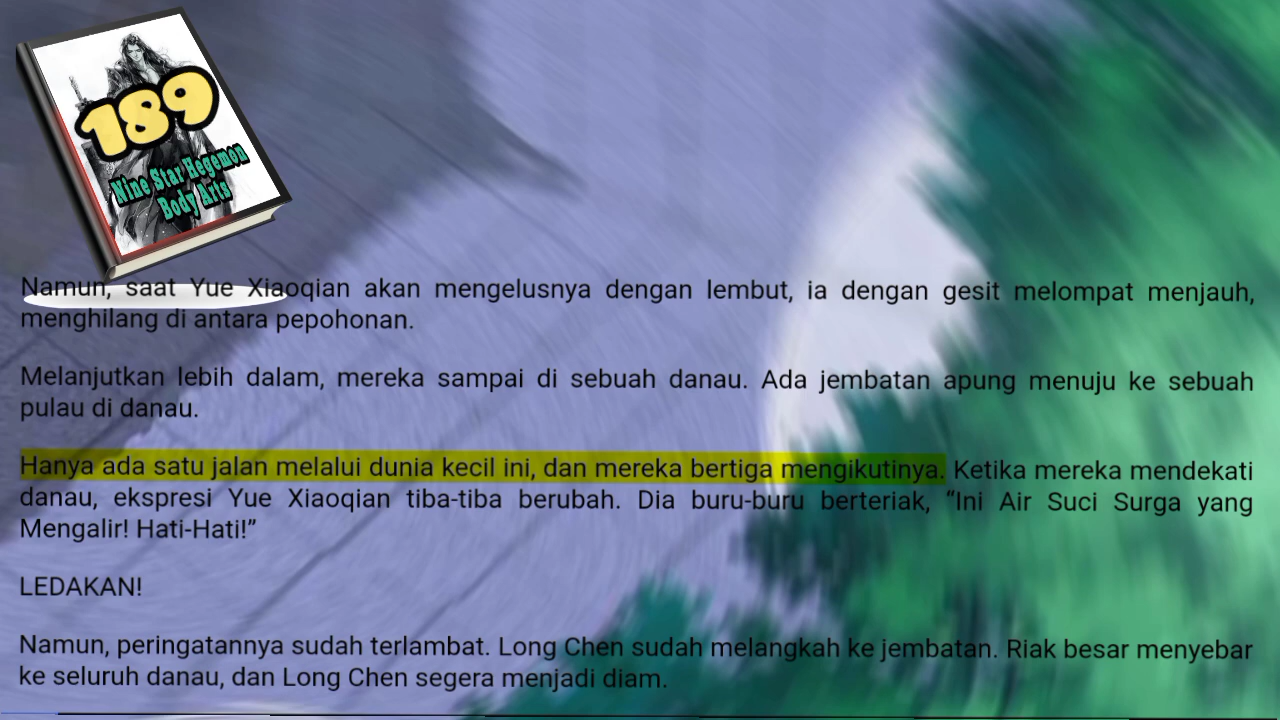 189
Nine Star Hegemon
Body Arts
Namun, saat Yue Xiaoqian akan mengelusnya dengan lembut, ia dengan gesit melompat menjauh,
menghilang di antara pepohonan.
Melanjutkan lebih dalam, mereka sampai di sebuah danau. Ada jembatan apung menuju ke sebuah
pulau di danau.
Hanya ada satu jalan melalui dunia kecil ini, dan mereka bertiga mengikutinya. Ketika mereka mendekati
danau, ekspresi Yue Xiaoqian tiba-tiba berubah. Dia buru-buru berteriak, “Ini Air Suci Surga yang
Mengalir! Hati-Hati!”
LEDAKAN!
Namun, peringatannya sudah terlambat. Long Chen sudah melangkah ke jembatan. Riak besar menyebar
ke seluruh danau, dan Long Chen segera menjadi diam.